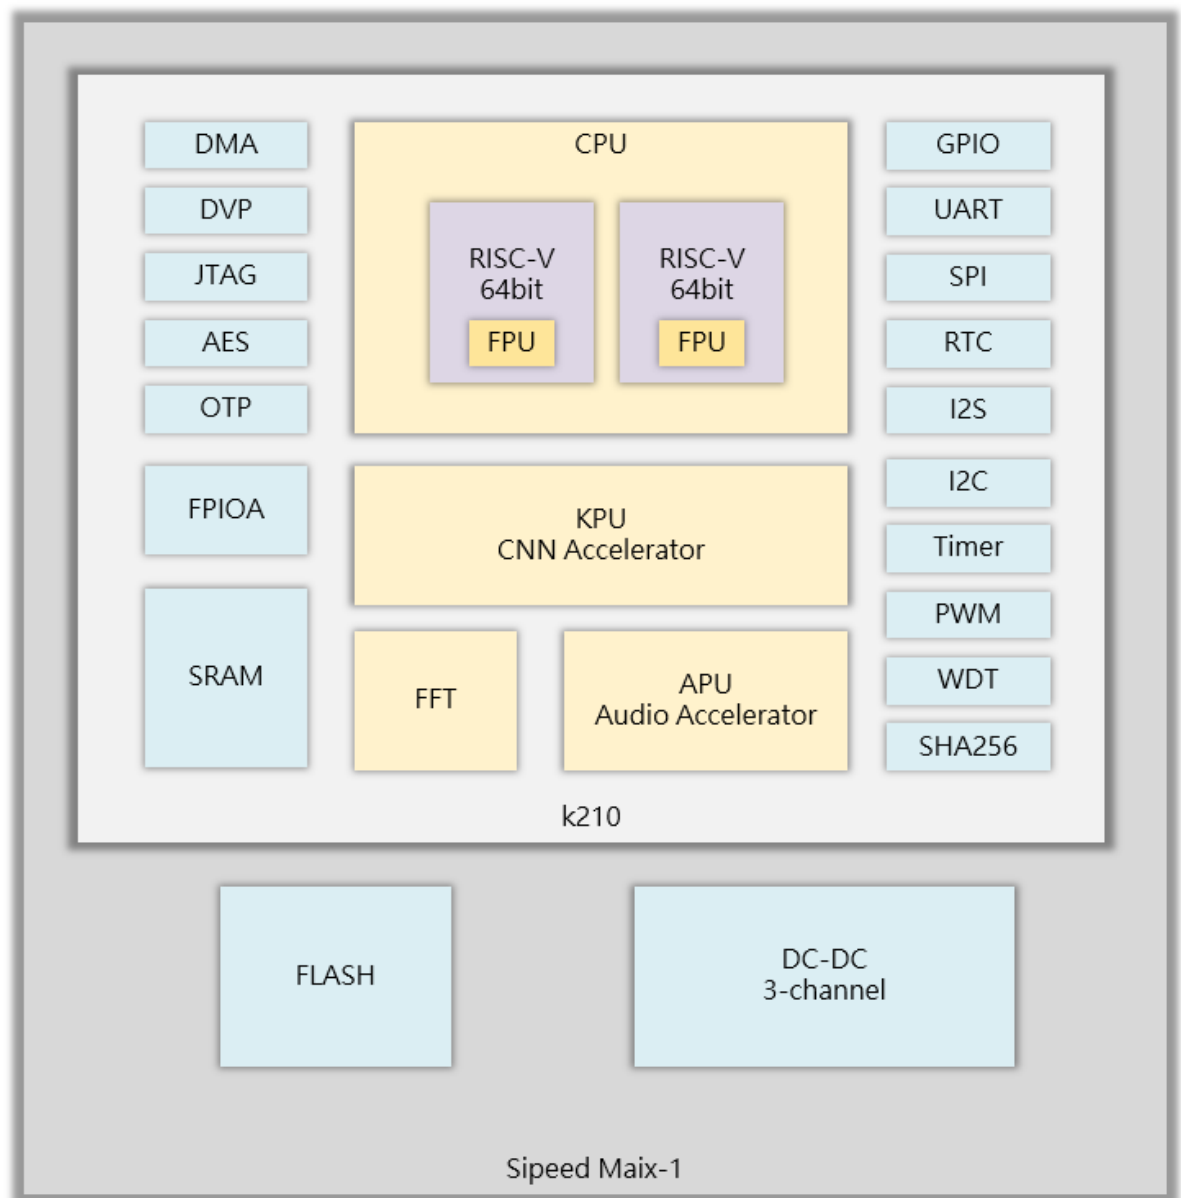 DMA
DVP
JTAG
AES
OTP
FPIOA
SRAM
CPU
RISC-V
64bit
FPU
RISC-V
64bit
FPU
KPU
CNN Accelerator
FFT
APU
Audio Accelerator
GPIO
UART
SPI
RTC
I2S
I2C
Timer
PWM
WDT
SHA256
k210
FLASH
DC-DC
3-channel
Sipeed Maix-1